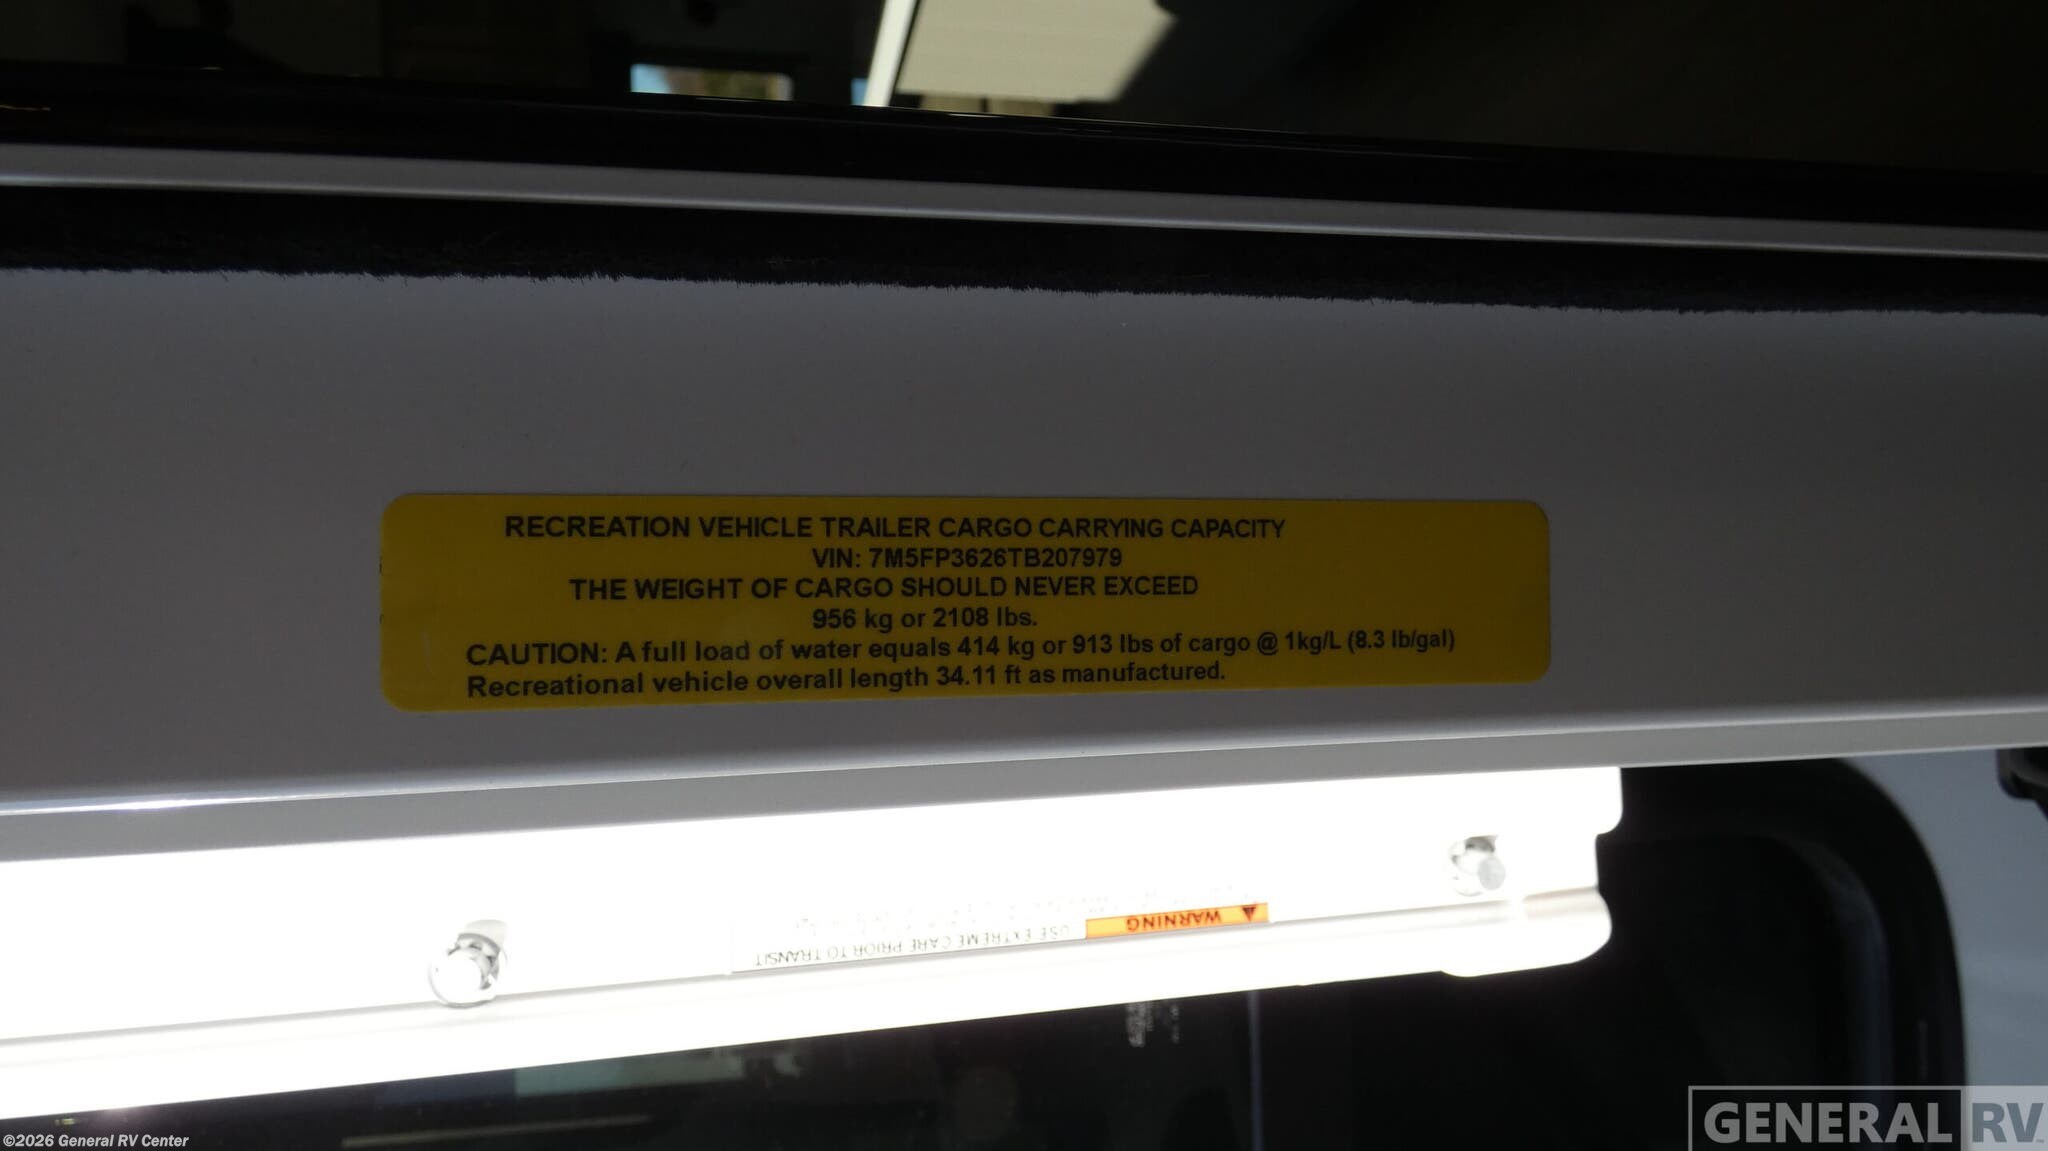 RECREATION VEHICLE TRAILER CARGO CARRYING CAPACITY
VIN: 7M5FP3626TB207979
THE WEIGHT OF CARGO SHOULD NEVER EXCEED
956 kg or 2108 lbs.
CAUTION: A full load of water equals 414 kg or 913 lbs of cargo @ 1kg/L (8.3 lb/gal)
Recreational vehicle overall length 34.11 ft as manufactured.
WARNING
USE EXTREME CARE PRIOR TO TRANSIT
©2026 General RV Center
GENERAL RV